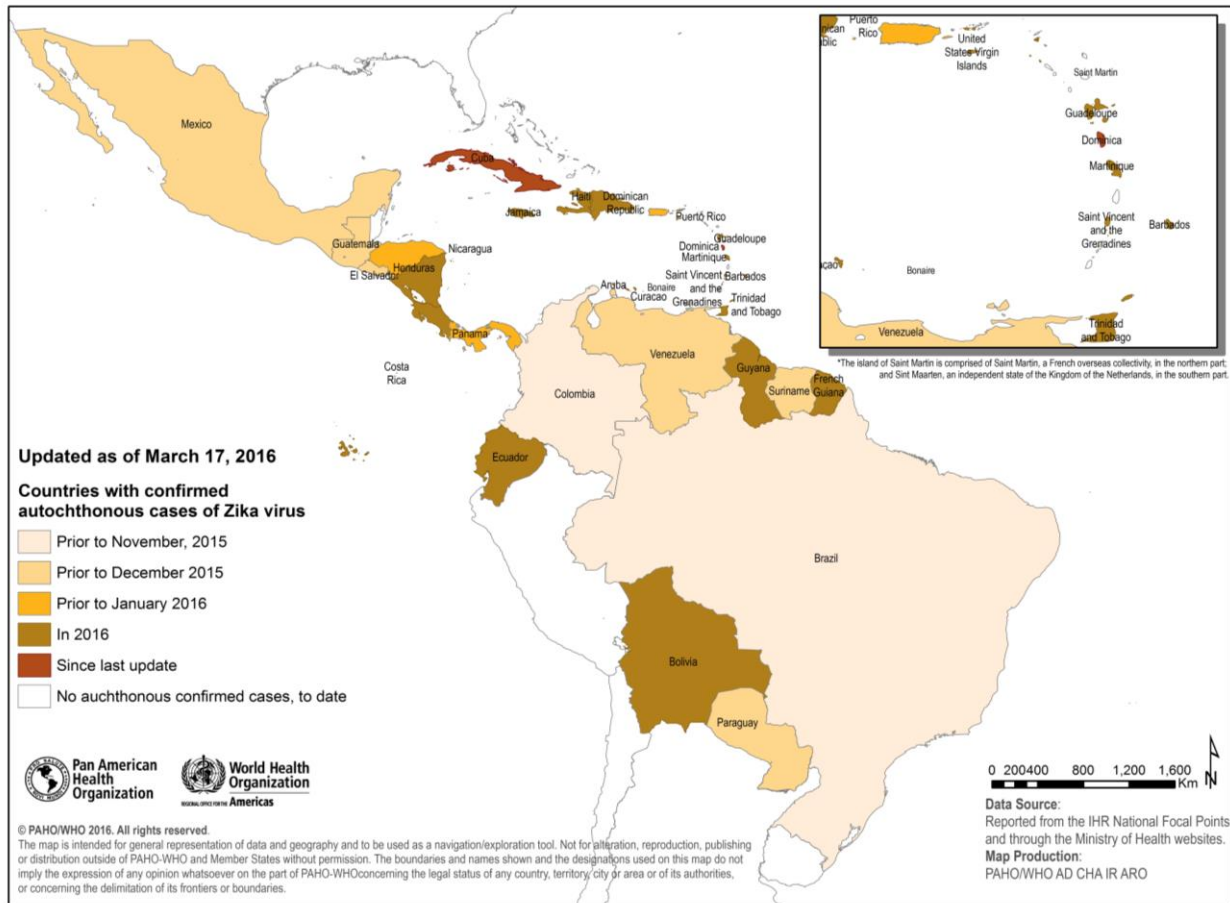 Mexico
Cuba
Haiti
Dominican
Republic
Jamaica
Puerto Rico
Guatemala
Honduras
Nicaragua
El Salvador
Guadeloupe
Dominica
Martinique
Saint Vincent
and the
Grenadines
Barbados
Aruba
Bonaire
Curacao
Trinidad
and Tobago
Panama
Costa
Rica
Venezuela
Guyana
Suriname
French
Guiana
Colombia
Ecuador
Brazil
Bolivia
Paraguay
nican
blic
Puerto
Rico
United
States Virgin
Islands
Saint Martin
Guadeloupe
Dominica
Martinique
Saint Vincent
and the
Grenadines
Barbados
çao
Bonaire
Venezuela
Trinidad
and Tobago
*The island of Saint Martin is comprised of Saint Martin, a French overseas collectivity, in the northern part;
and Sint Maarten, an independent state of the Kingdom of the Netherlands, in the southern part.
Updated as of March 17, 2016
Countries with confirmed
autochthonous cases of Zika virus
Prior to November, 2015
Prior to December 2015
Prior to January 2016
In 2016
Since last update
No auchthonous confirmed cases, to date
Pan American
Health
Organization
World Health
Organization
REGIONAL OFFICE FOR THE Americas
© PAHO/WHO 2016. All rights reserved.
The map is intended for general representation of data and geography and to be used as a navigation/exploration tool. Not for alteration, reproduction, publishing
or distribution outside of PAHO-WHO and Member States without permission. The boundaries and names shown and the designations used on this map do not
imply the expression of any opinion whatsoever on the part of PAHO-WHOconcerning the legal status of any country, territory, city or area or of its authorities,
or concerning the delimitation of its frontiers or boundaries.
0 200400 800 1,200 1,600
Km
N
Data Source:
Reported from the IHR National Focal Points
and through the Ministry of Health websites.
Map Production:
PAHO/WHO AD CHA IR ARO